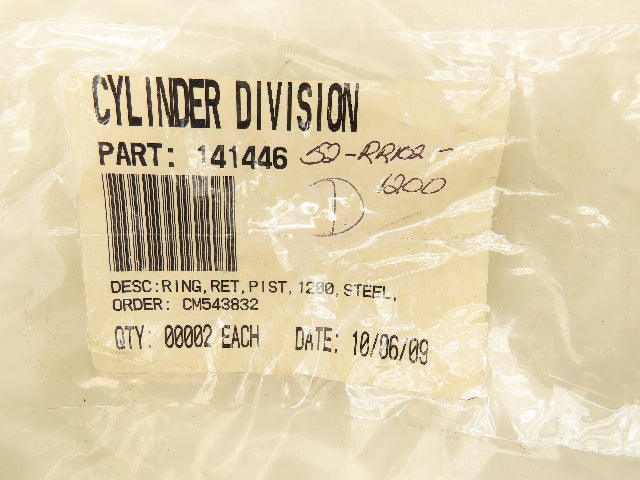 CYLINDER DIVISION
PART: 141446 50-RR102-
1200
DESC:RING,RET,PIST,1200,STEEL,
ORDER: CM543832
QTY: 00002 EACH DATE: 10/06/09